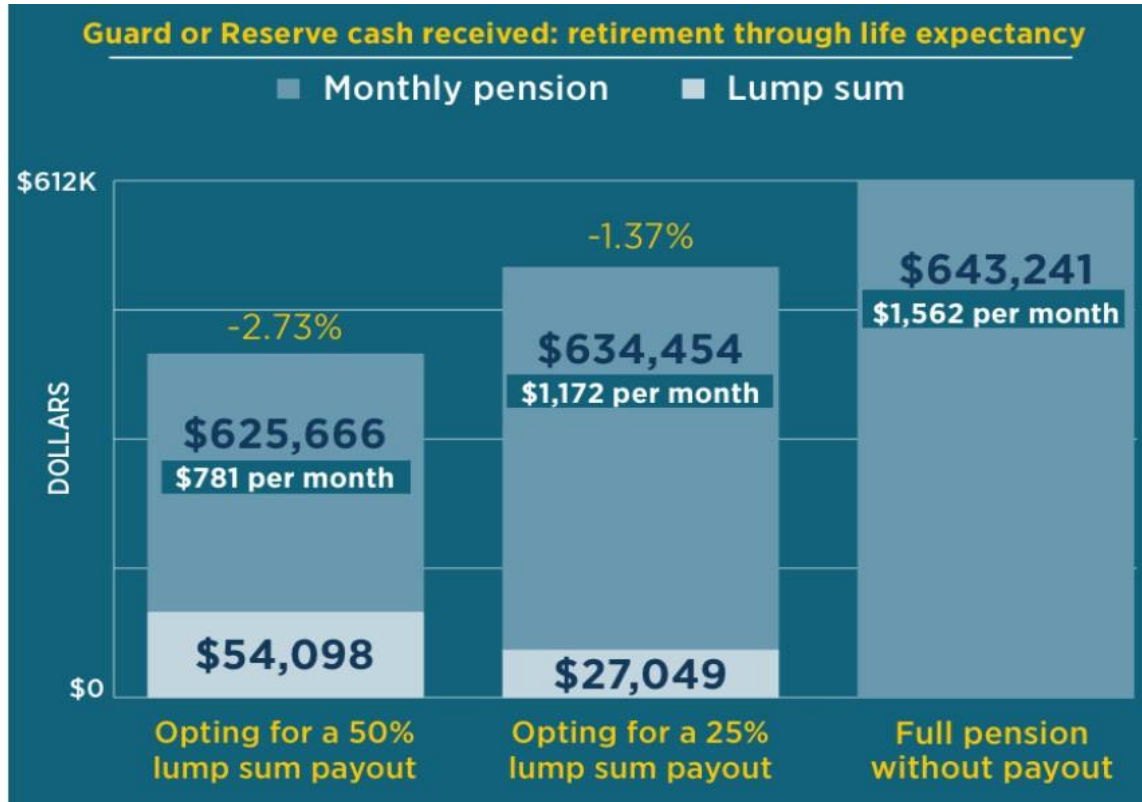 Guard or Reserve cash received: retirement through life expectancy
Monthly pension
Lump sum
$612K
DOLLARS
$0
-2.73%
$625,666
$781 per month
$54,098
Opting for a 50%
lump sum payout
-1.37%
$634,454
$1,172 per month
$27,049
Opting for a 25%
lump sum payout
$643,241
$1,562 per month
Full pension
without payout